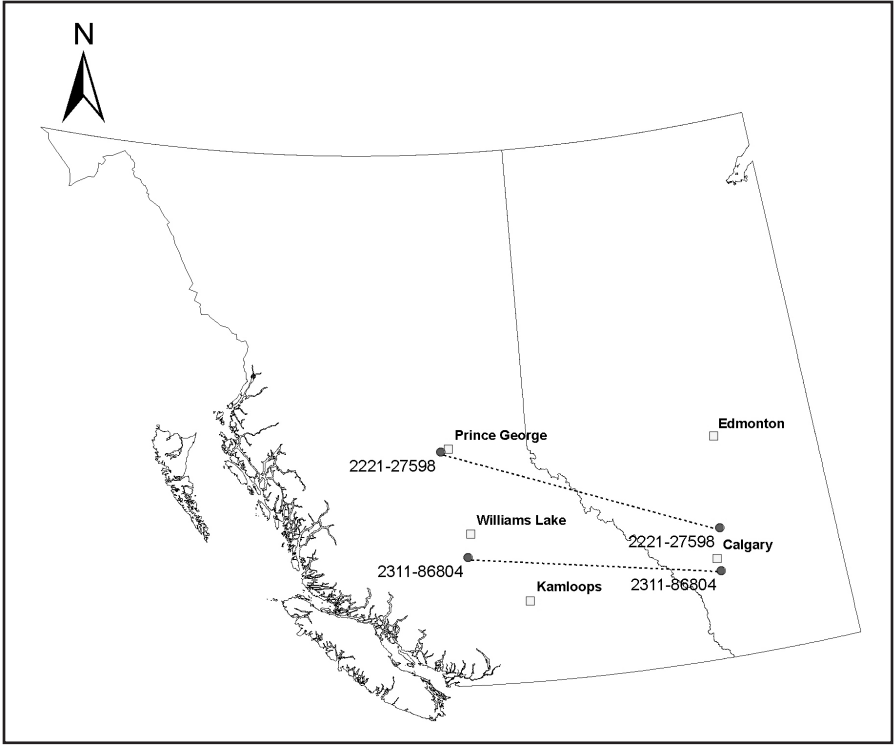 N
Edmonton
Prince George
2221-27598
Williams Lake
2221-27598
Calgary
2311-86804
2311-86804
Kamloops